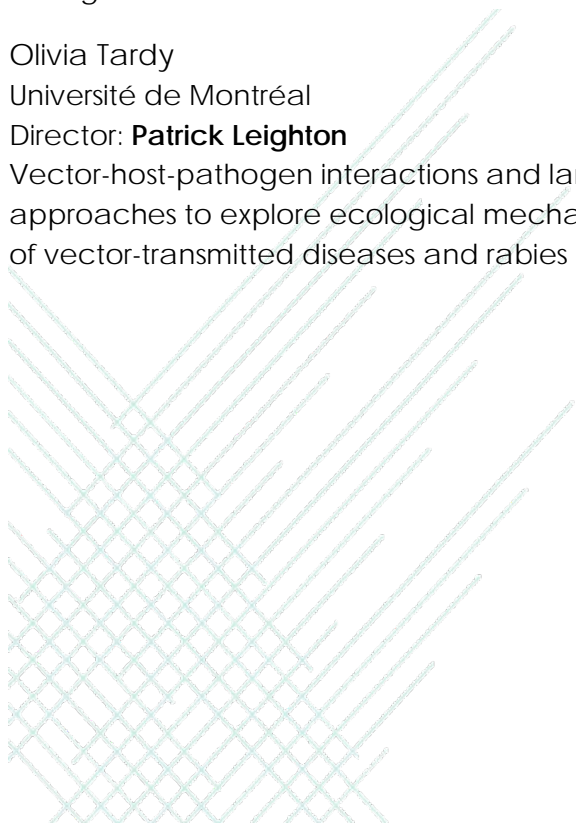 Olivia Tardy
Université de Montréal
Director: Patrick Leighton
Vector-host-pathogen interactions and
approaches to explore ecological
of vector-transmitted diseases and rabies